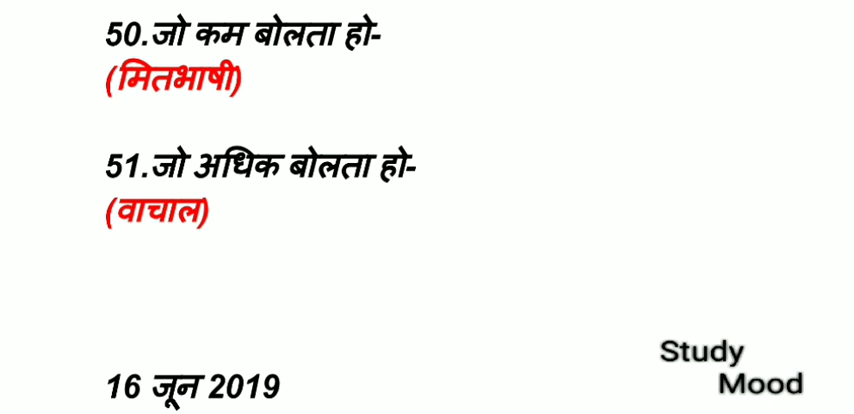 50.जो कम बोलता हो-
(मितभाषी)
51.जो अधिक बोलता हो-
(वाचाल)
Study
Mood
16 जून 2019